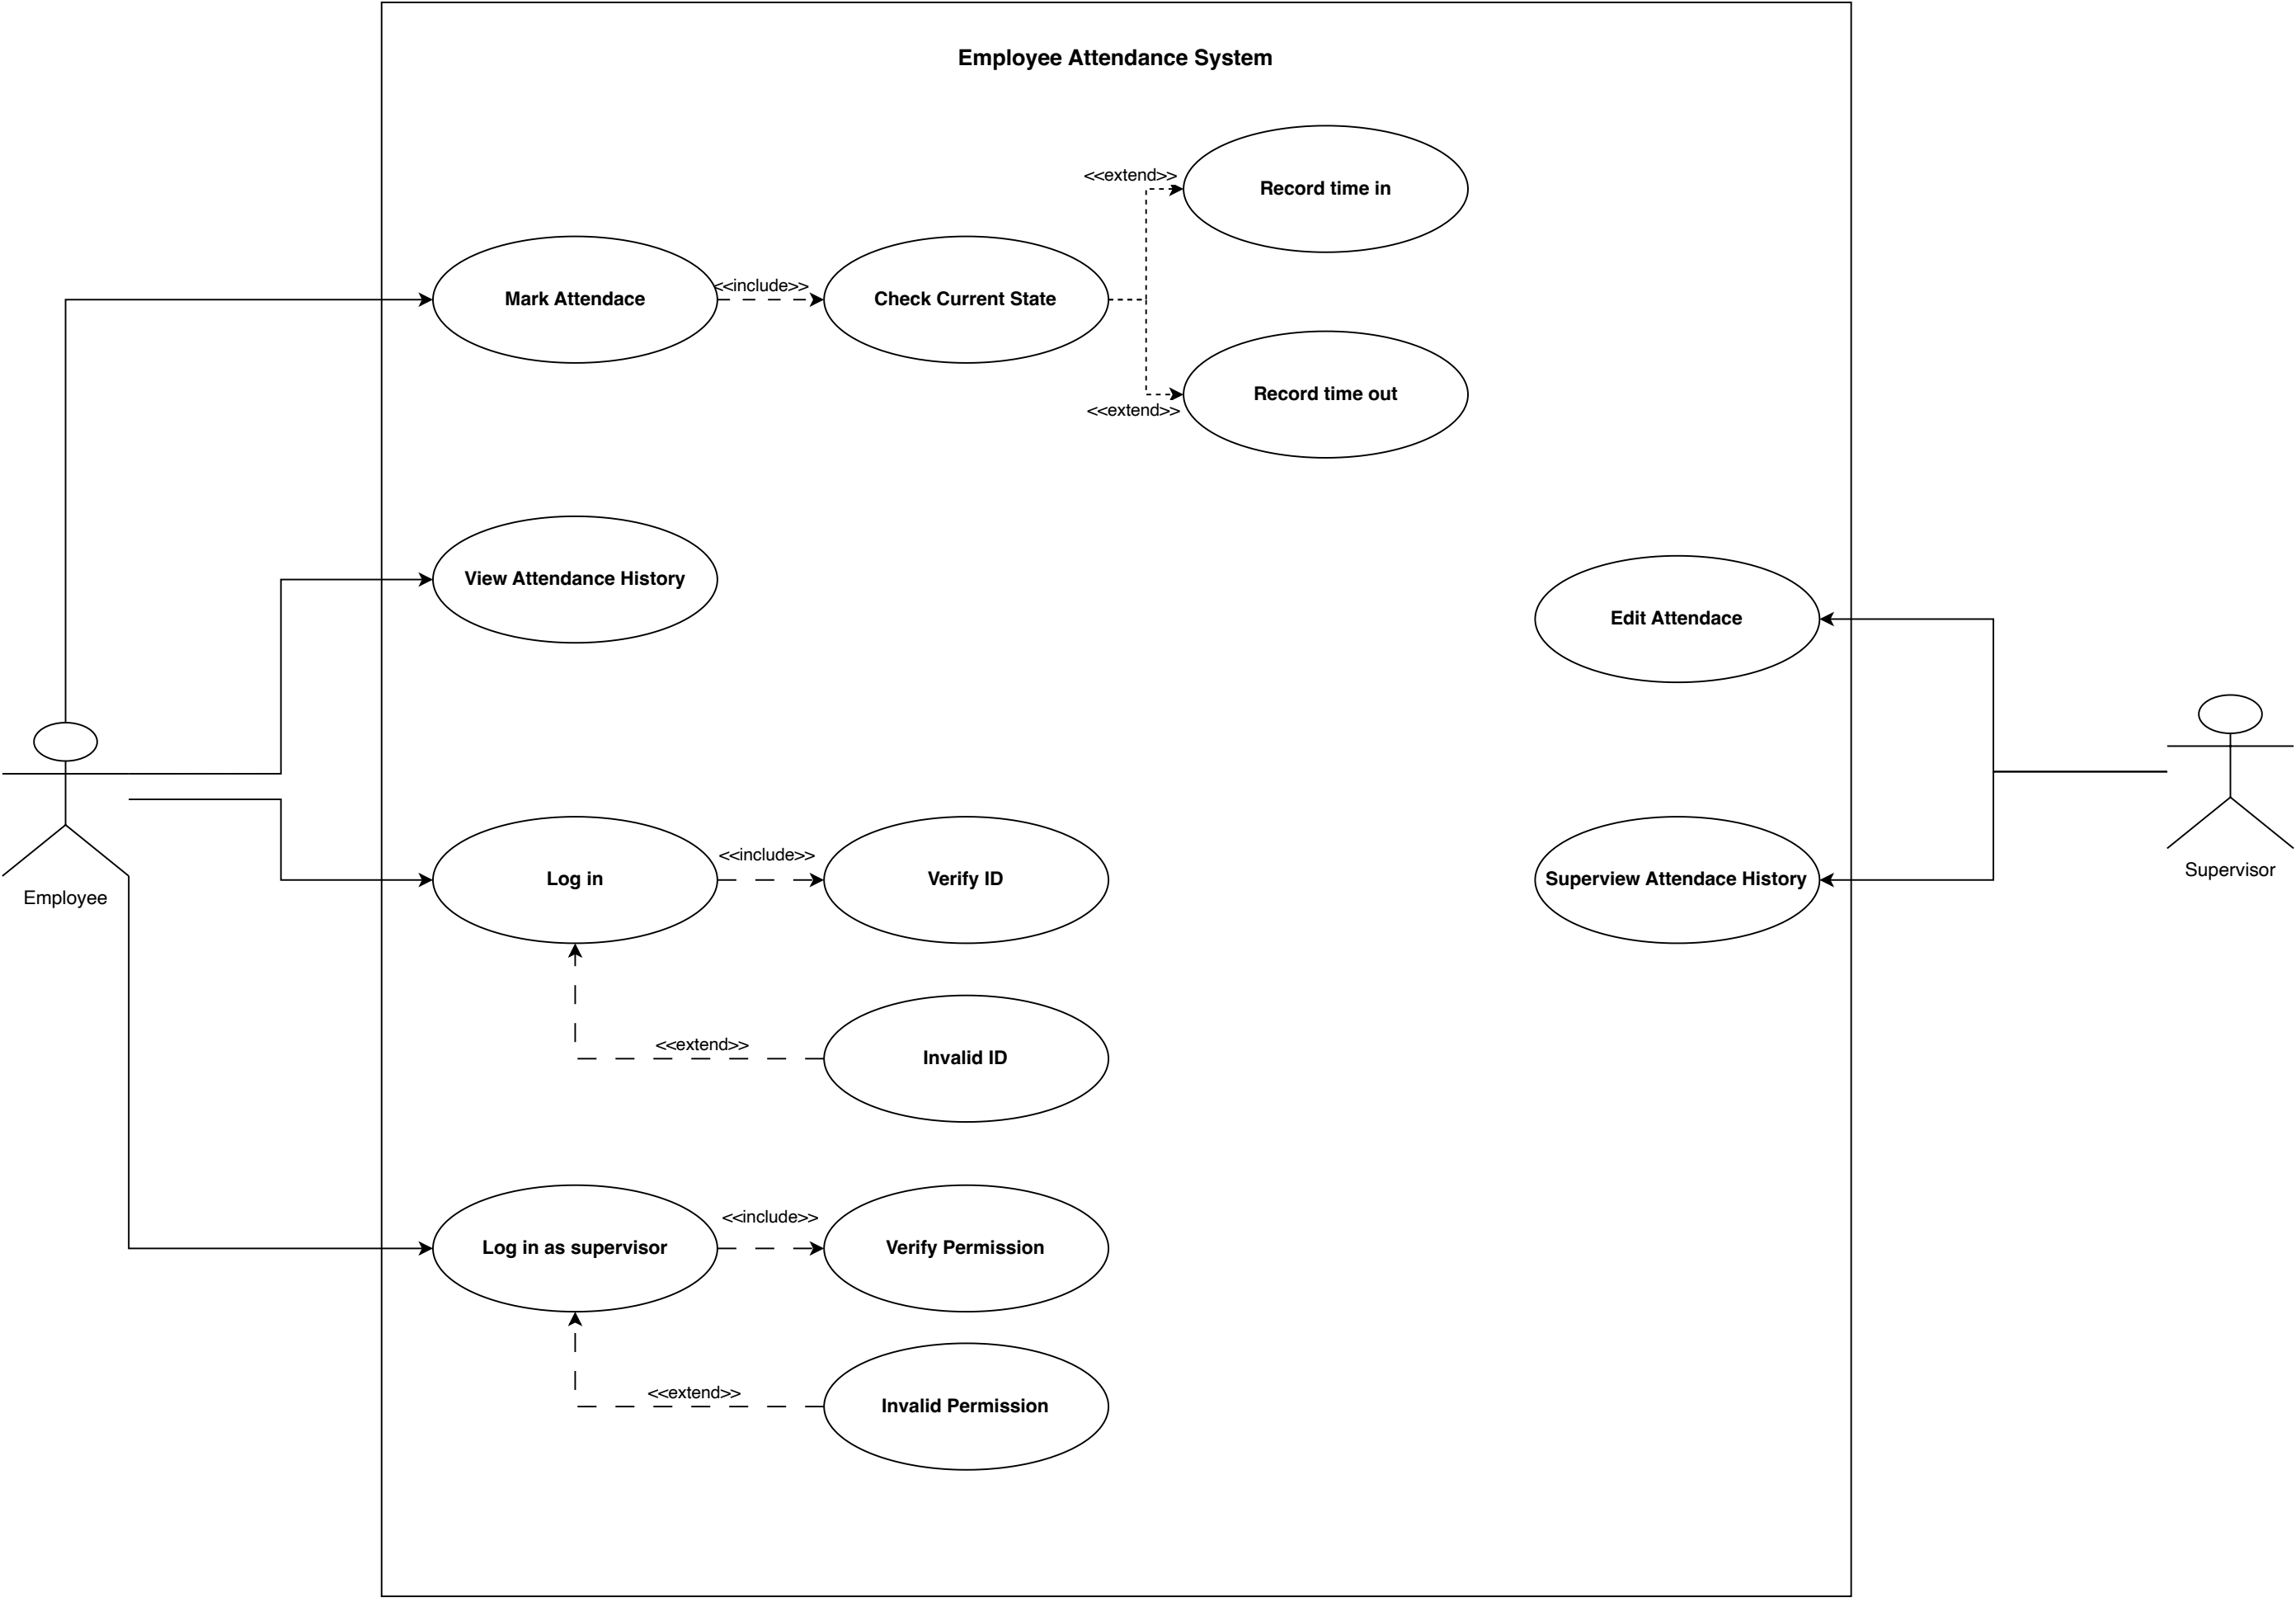 Employee Attendance System
<<extend>>
Record time in
<<include>>
Mark Attendace
Check Current State
Record time out
<<extend>>
View Attendance History
Edit Attendace
<<include>>
Log in
Verify ID
Superview Attendace History
Supervisor
Employee
<<extend>>
Invalid ID
<<include>>
Log in as supervisor
Verify Permission
<<extend>>
Invalid Permission